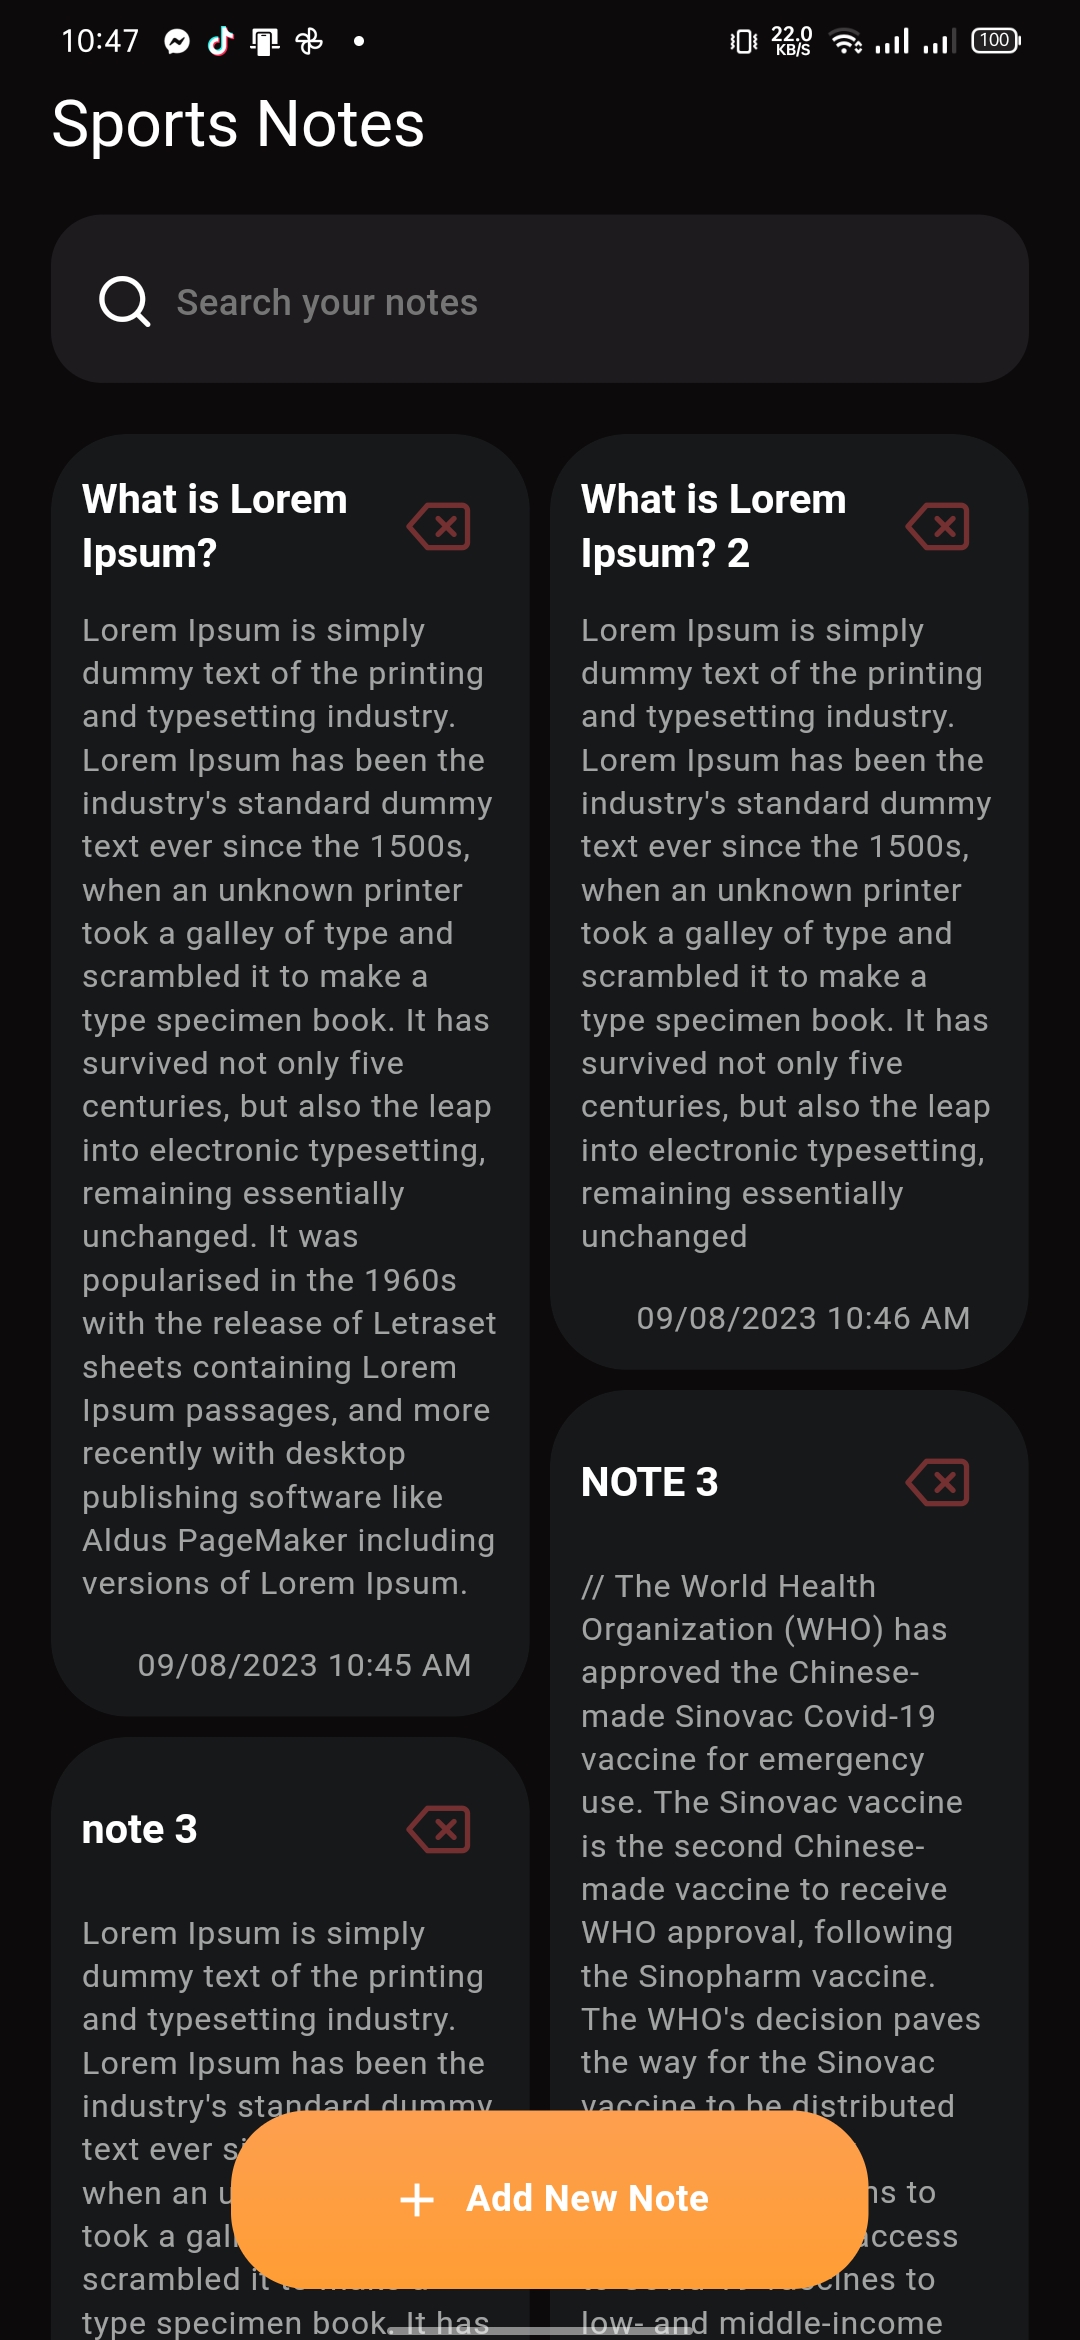 10:47
22.0
KB/S
100
Sports Notes
Search your notes
What is Lorem
Ipsum?
Lorem Ipsum is simply
dummy text of the printing
and typesetting industry.
Lorem Ipsum has been the
industry's standard dummy
text ever since the 1500s,
when an unknown printer
took a galley of type and
scrambled it to make a
type specimen book. It has
survived not only five
centuries, but also the leap
into electronic typesetting,
remaining essentially
unchanged. It was
popularised in the 1960s
with the release of Letraset
sheets containing Lorem
Ipsum passages, and more
recently with desktop
publishing software like
Aldus PageMaker including
versions of Lorem Ipsum.
09/08/2023 10:45 AM
What is Lorem
Ipsum? 2
Lorem Ipsum is simply
dummy text of the printing
and typesetting industry.
Lorem Ipsum has been the
industry's standard dummy
text ever since the 1500s,
when an unknown printer
took a galley of type and
scrambled it to make a
type specimen book. It has
survived not only five
centuries, but also the leap
into electronic typesetting,
remaining essentially
unchanged
09/08/2023 10:46 AM
note 3
Lorem Ipsum is simply
dummy text of the printing
and typesetting industry.
Lorem Ipsum has been the
industry's standard dummy
text ever
when an
took a
scrambled it
type specimen book. It has
NOTE 3
// The World Health
Organization (WHO) has
approved the Chinese-
made Sinovac Covid-19
vaccine for emergency
use. The Sinovac vaccine
is the second Chinese-
made vaccine to receive
WHO approval, following
the Sinopharm vaccine.
The WHO's decision paves
the way for the Sinovac
vaccine to be distributed
to
access
to
low- and middle-income
Add New Note